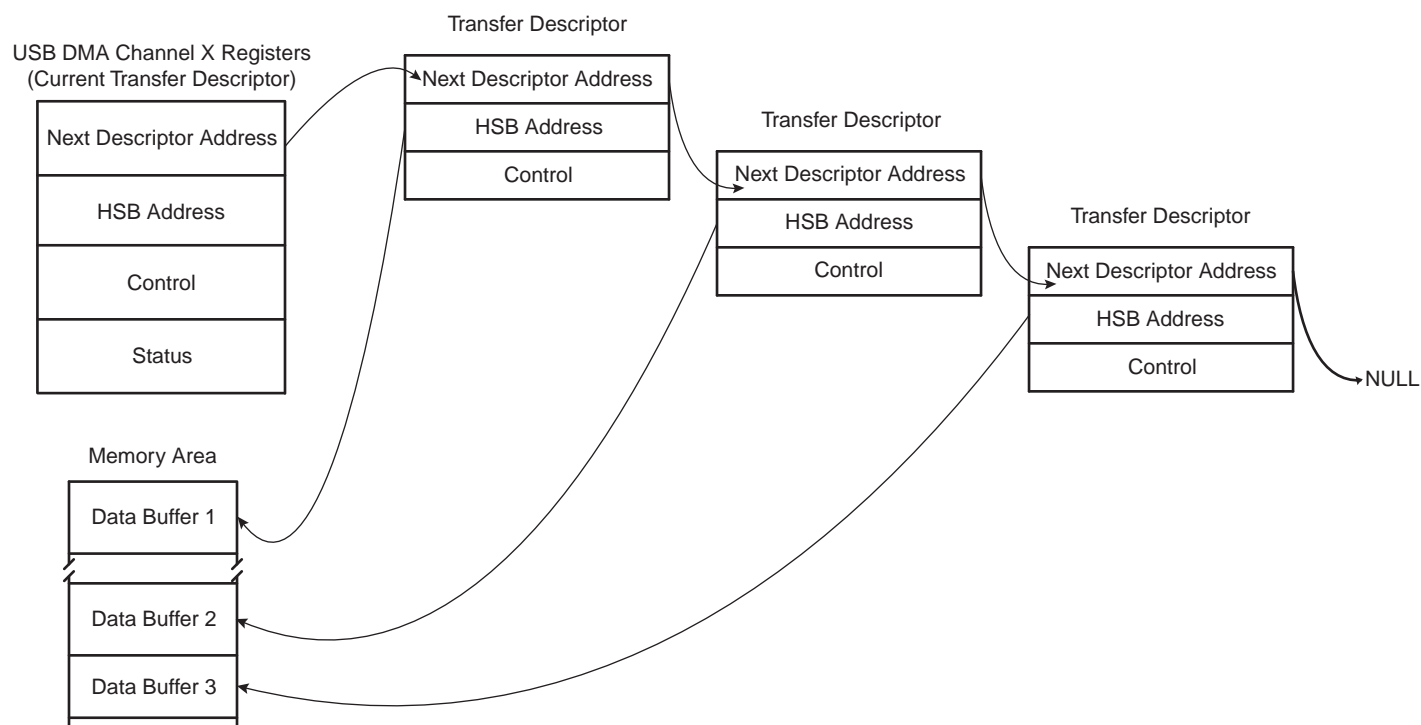 USB DMA Channel X Registers
(Current Transfer Descriptor)
Next Descriptor Address
HSB Address
Control
Status
Transfer Descriptor
Next Descriptor Address
HSB Address
Control
Transfer Descriptor
Next Descriptor Address
HSB Address
Control
Transfer Descriptor
Next Descriptor Address
HSB Address
Control
NULL
Memory Area
Data Buffer 1
Data Buffer 2
Data Buffer 3